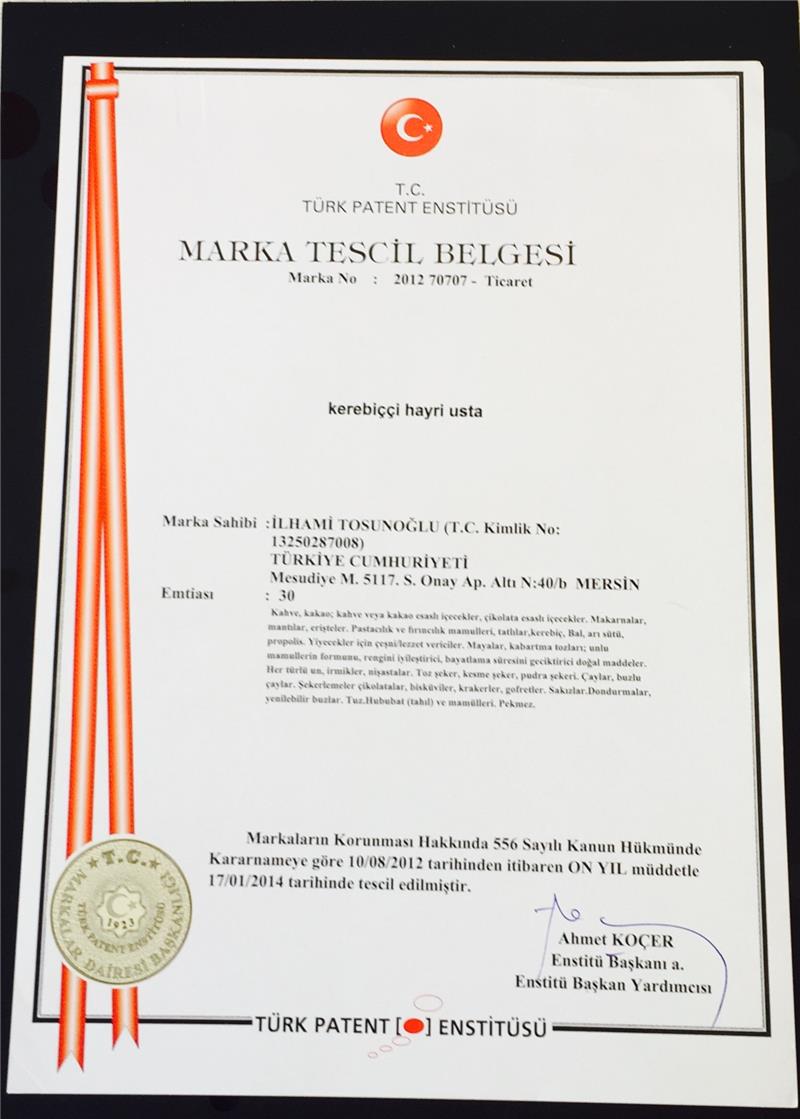 T.C.
TÜRK PATENT ENSTİTÜSÜ
MARKA TESCİL BELGESİ
Marka No : 2012 70707 - Ticaret
kerebiççi hayri usta
Marka Sahibi :İLHAMİ TOSUNOĞLU (T.C. Kimlik No:
13250287008)
TÜRKİYE CUMHURİYETİ
Mesudiye M. 5117. S. Onay Ap. Altı N:40/b MERSİN
Emtiası : 30
Kahve, kakao; kahve veya kakao esaslı içecekler, çikolata esaslı içecekler. Makarnalar,
mantılar, erişteler. Pastacılık ve fırıncılık mamulleri, tatlılar,kerebiç, Bal, arı sütü,
propolis. Yiyecekler için çeşni/lezzet vericiler. Mayalar, kabartma tozları; unlu
mamullerin formunu, rengini iyileştirici, bayatlama süresini geciktirici doğal maddeler.
Her türlü un, irmikler, nişastalar. Toz şeker, kesme şeker, pudra şekeri. Çaylar, buzlu
çaylar. Şekerlemeler çikolatalar, bisküviler, krakerler, gofretler. Sakızlar.Dondurmalar,
yenilebilir buzlar. Tuz.Hububat (tahıl) ve mamülleri. Pekmez.
Markaların Korunması Hakkında 556 Sayılı Kanun Hükmünde
Kararnameye göre 10/08/2012 tarihinden itibaren ON YIL müddetle
17/01/2014 tarihinde tescil edilmiştir.
T.C.
MARKALAR DAİRESİ BAŞKANLIĞI
TÜRK PATENT ENSTİTÜSÜ
1923
Ahmet KOÇER
Enstitü Başkanı a.
Enstitü Başkan Yardımcısı
TÜRK PATENT [ ] ENSTİTÜSÜ